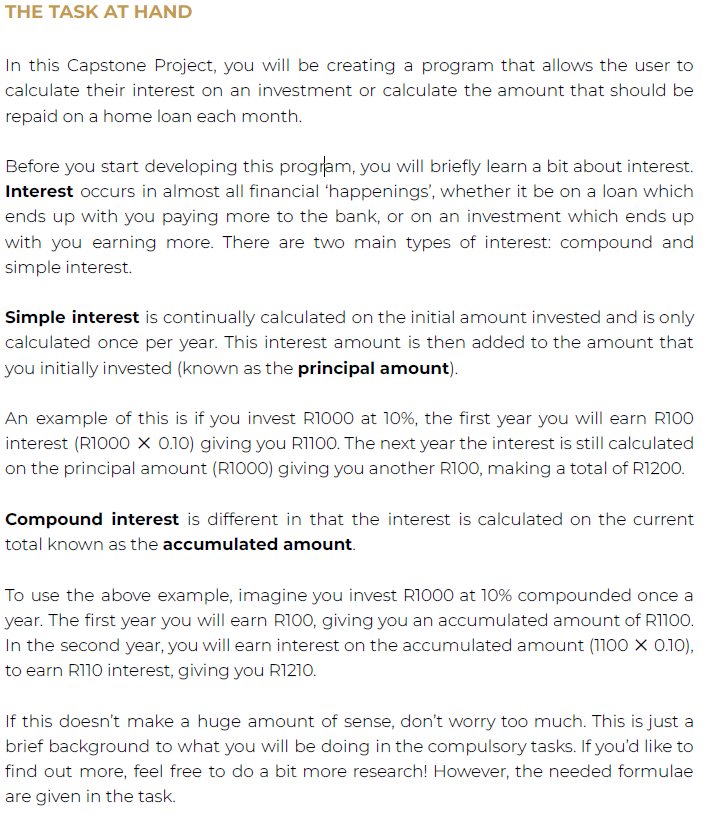 THE TASK AT HAND
In this Capstone Project, you will be creating a program that allows the user to
calculate their interest on an investment or calculate the amount that should be
repaid on a home loan each month.
Before you start developing this program, you will briefly learn a bit about interest.
Interest occurs in almost all financial ‘happenings’, whether it be on a loan which
ends up with you paying more to the bank, or on an investment which ends up
with you earning more. There are two main types of interest: compound and
simple interest.
Simple interest is continually calculated on the initial amount invested and is only
calculated once per year. This interest amount is then added to the amount that
you initially invested (known as the principal amount).
An example of this is if you invest R1000 at 10%, the first year you will earn R100
interest (R1000 X 0.10) giving you R1100. The next year the interest is still calculated
on the principal amount (R1000) giving you another R100, making a total of R1200.
Compound interest is different in that the interest is calculated on the current
total known as the accumulated amount.
To use the above example, imagine you invest R1000 at 10% compounded once a
year. The first year you will earn R100, giving you an accumulated amount of R1100.
In the second year, you will earn interest on the accumulated amount (1100 X 0.10),
to earn R110 interest, giving you R1210.
If this doesn’t make a huge amount of sense, don’t worry too much. This is just a
brief background to what you will be doing in the compulsory tasks. If you’d like to
find out more, feel free to do a bit more research! However, the needed formulae
are given in the task.